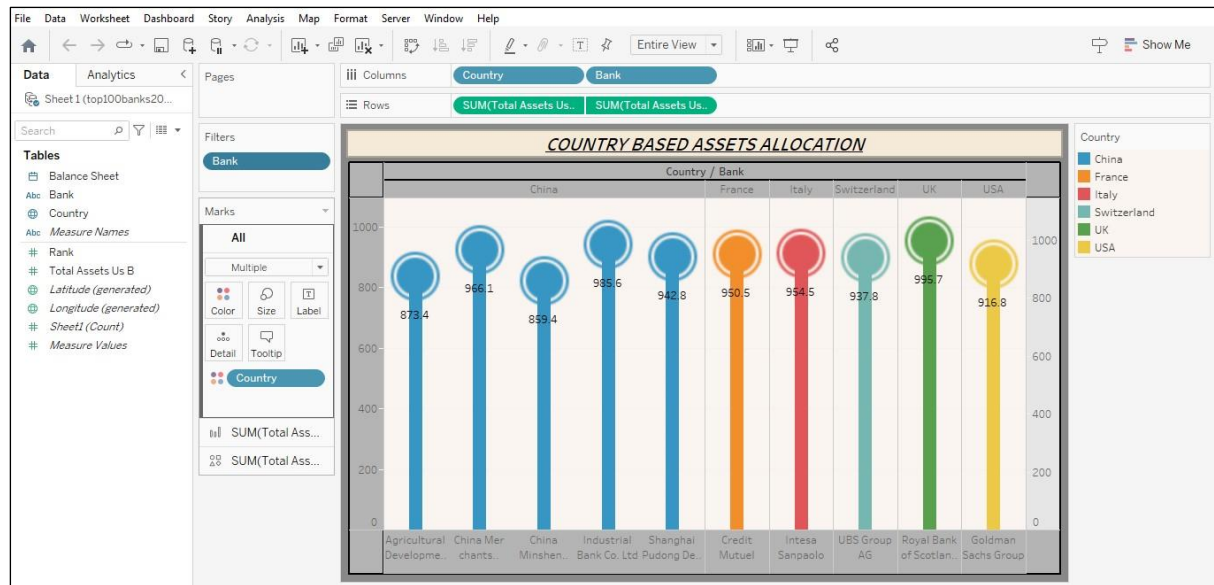 File Data Worksheet Dashboard Story Analysis Map Format Server Window Help
Entire View
Show Me
Data Analytics
Sheet 1 (top100banks20...
Search
Tables
Balance Sheet
Abc Bank
Country
Abc Measure Names
# Rank
# Total Assets Us B
Latitude (generated)
Longitude (generated)
# Sheet1 (Count)
# Measure Values
Pages
Filters
Bank
Marks
All
Multiple
Color Size Label
Detail Tooltip
Country
SUM(Total Ass...
SUM(Total Ass...
Columns Country Bank
Rows SUM(Total Assets Us.. SUM(Total Assets Us..
COUNTRY BASED ASSETS ALLOCATION
Country / Bank
China France Italy Switzerland UK USA
1000
800
600
400
200
0
873.4
966.1
859.4
985.6
942.8
950.5
954.5
937.8
995.7
916.8
1000
800
600
400
200
0
Agricultural
Developme..
China Mer
chants..
China
Minshen..
Industrial
Bank Co. Ltd
Shanghai
Pudong De..
Credit
Mutuel
Intesa
Sanpaolo
UBS Group
AG
Royal Bank
of Scotlan..
Goldman
Sachs Group
Country
China
France
Italy
Switzerland
UK
USA